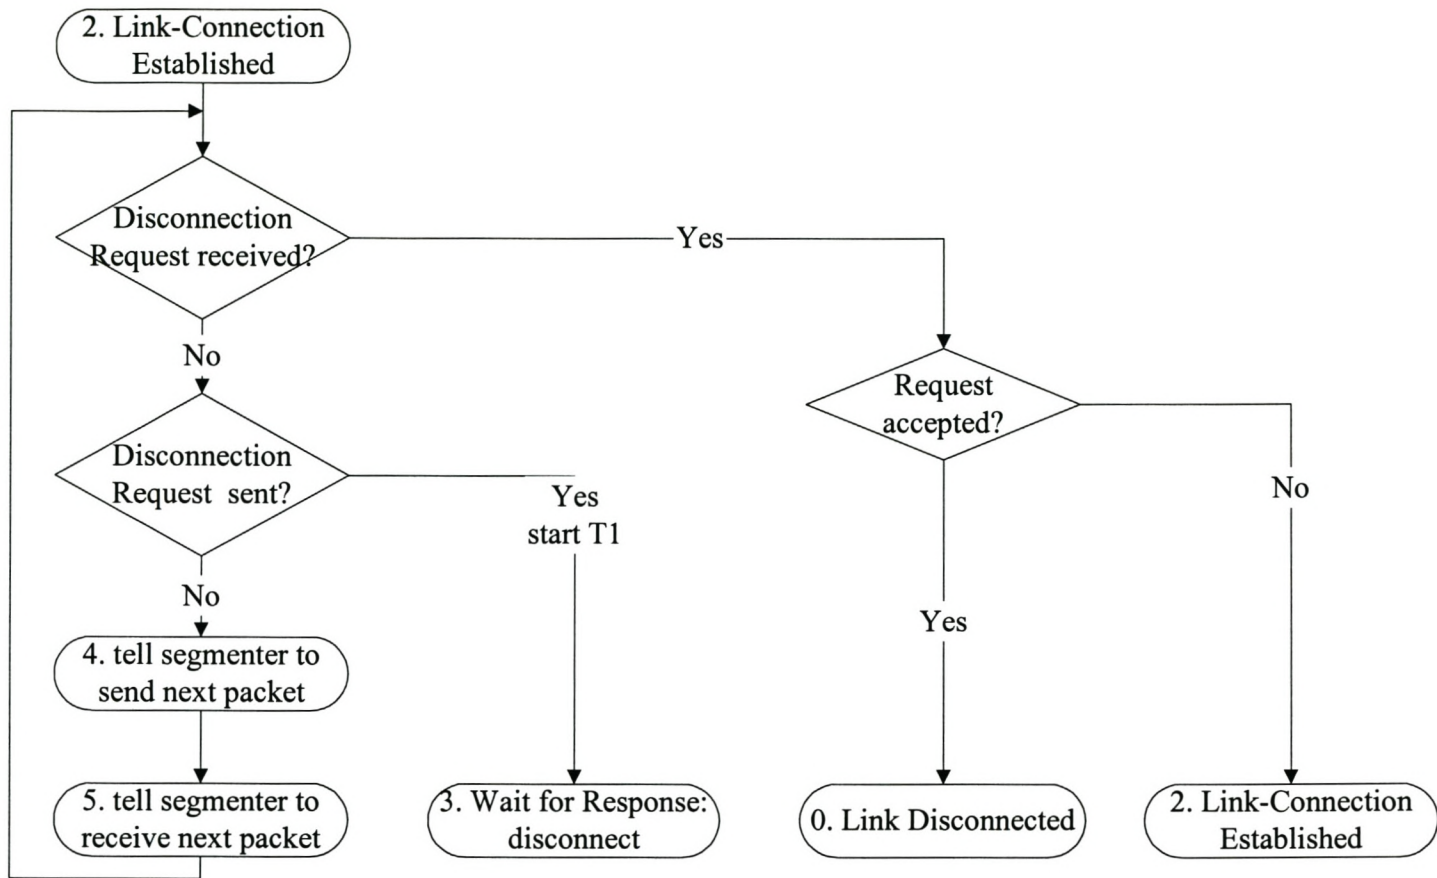 2. Link-Connection
Established
Disconnection
Request received?
Yes
No
Request
accepted?
Disconnection
Request sent?
Yes
start T1
No
No
Yes
4. tell segmenter to
send next packet
5. tell segmenter to
receive next packet
3. Wait for Response:
disconnect
0. Link Disconnected
2. Link-Connection
Established